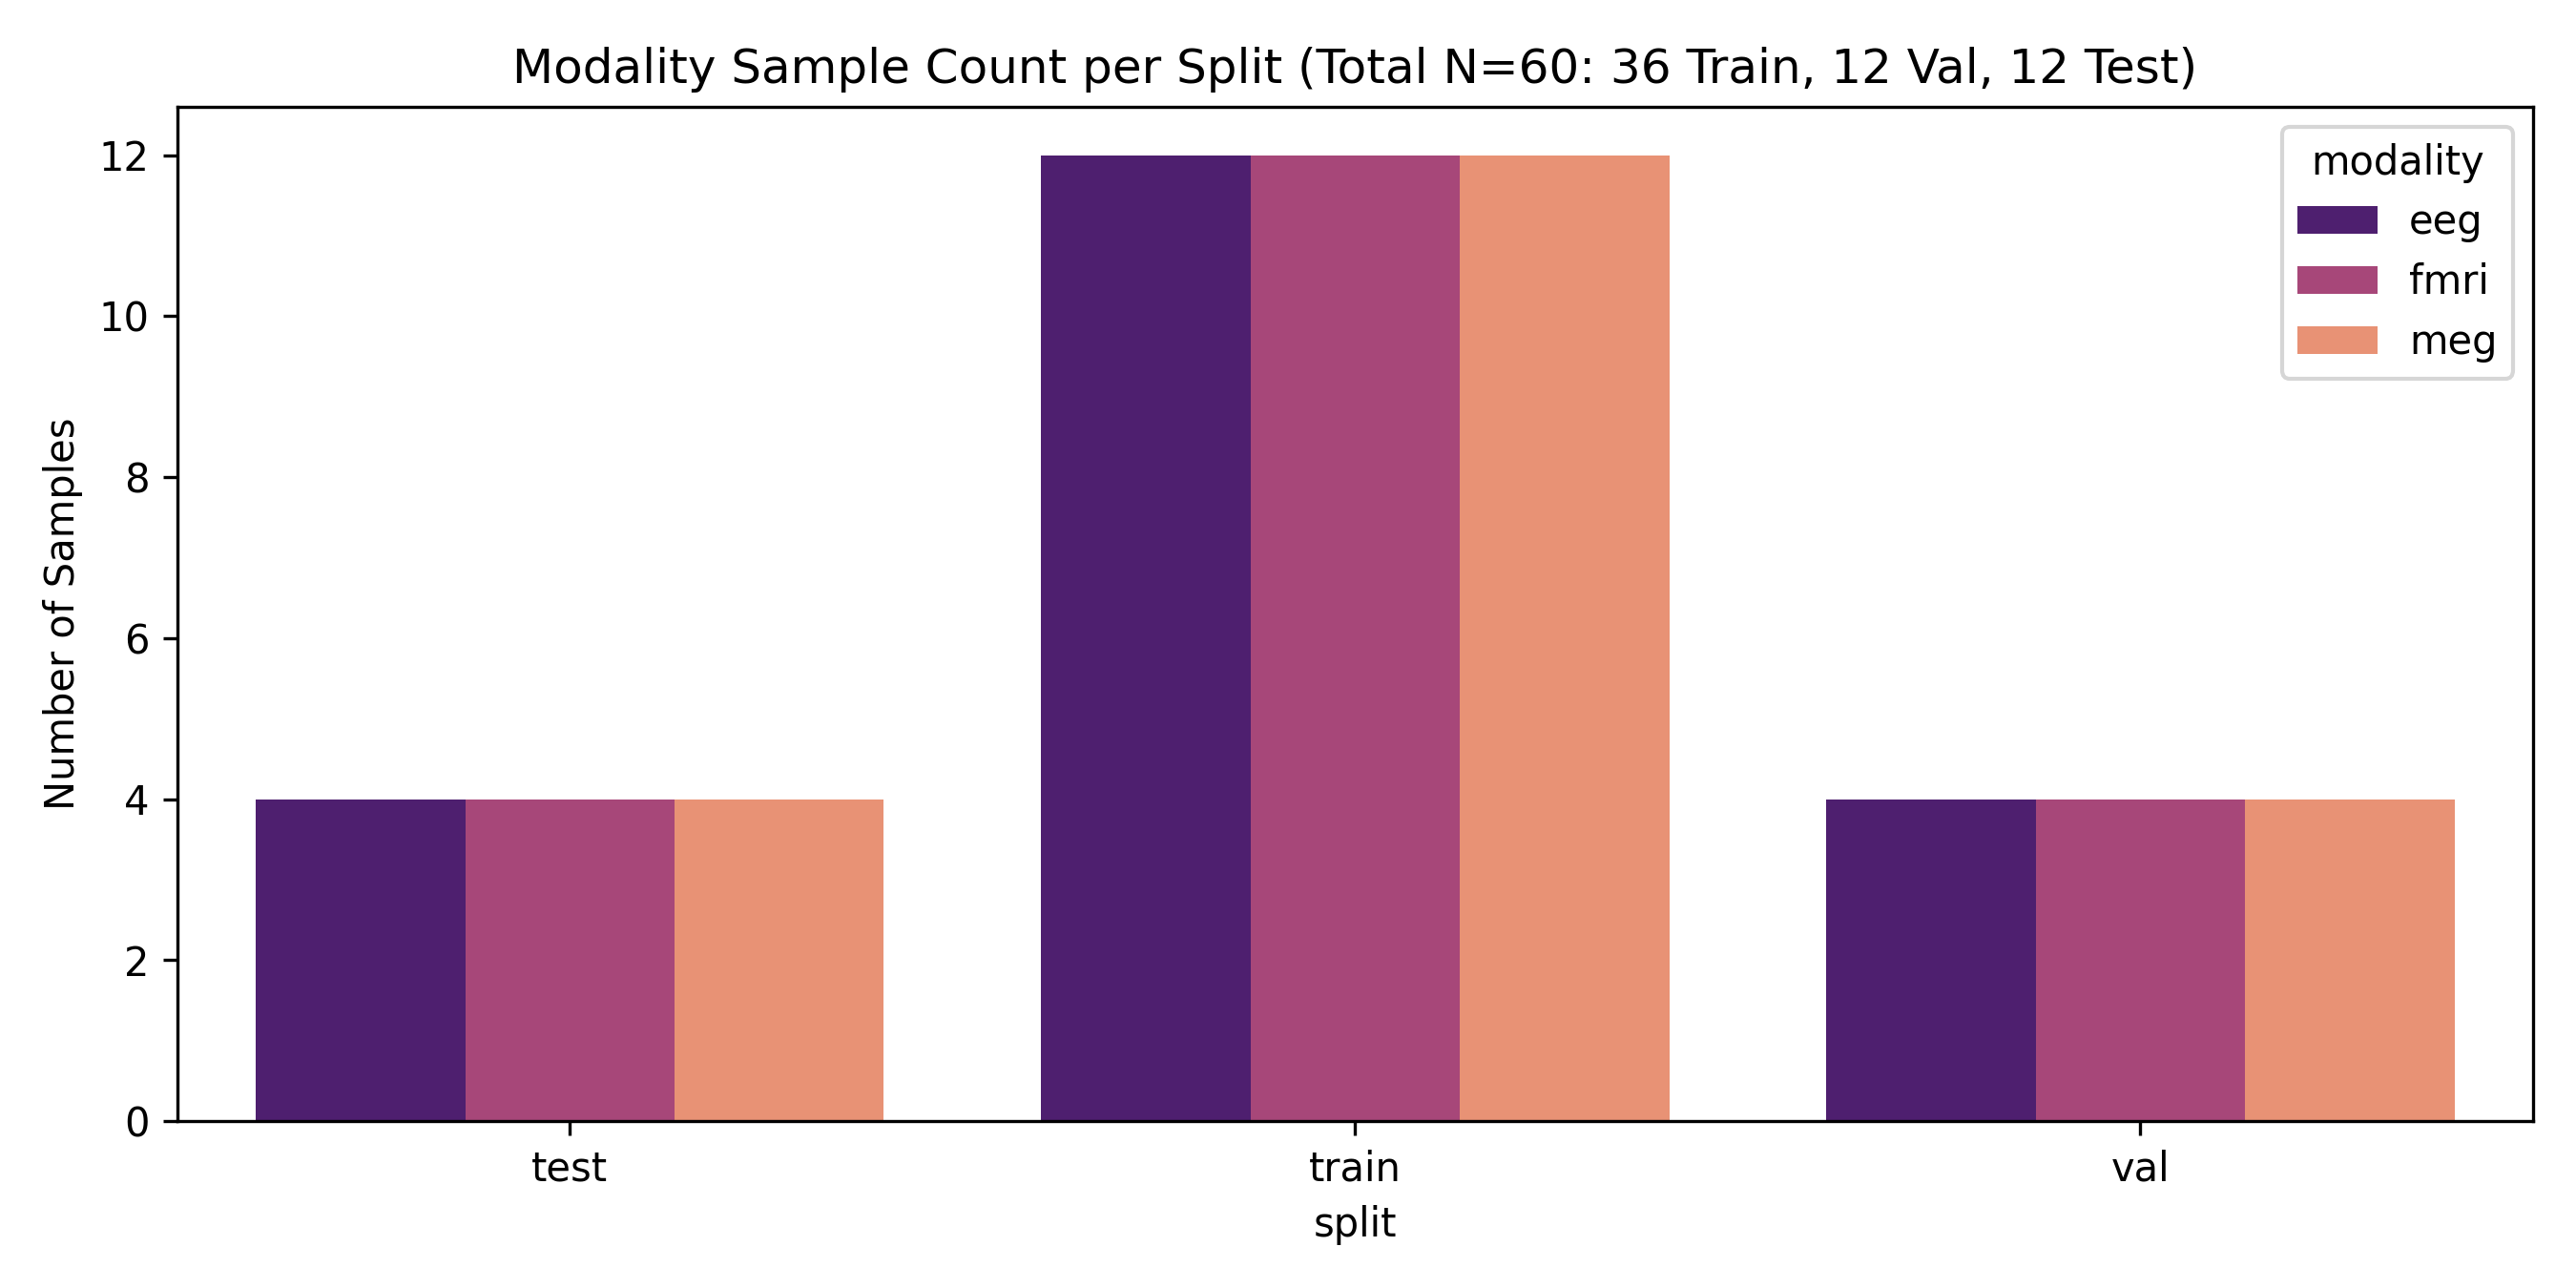 Modality Sample Count per Split (Total N=60: 36 Train, 12 Val, 12 Test)
modality
eeg
fmri
meg
Number of Samples
12
10
8
6
4
2
0
test
train
val
split